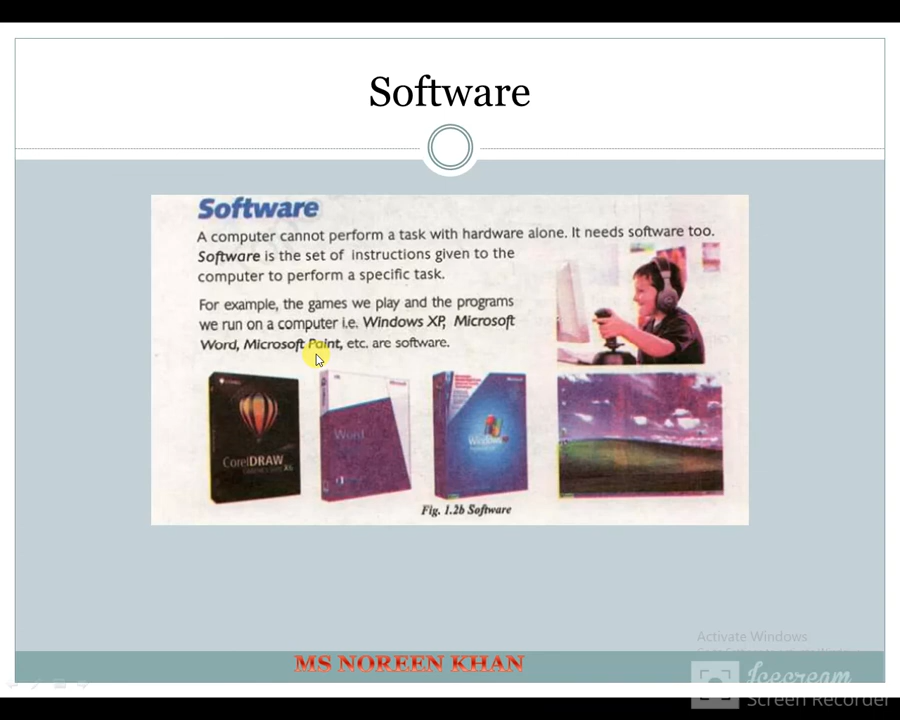 Software
Software
A computer cannot perform a task with hardware alone. It needs software too.
Software is the set of instructions given to the
computer to perform a specific task.
For example, the games we play and the programs
we run on a computer i.e. Windows XP, Microsoft
Word, Microsoft Paint, etc. are software.
CorelDRAW
Word
Microsoft
Windows
Fig. 1.2b Software
Activate Windows
MS NOREEN KHAN
Icecream
Screen Recorder